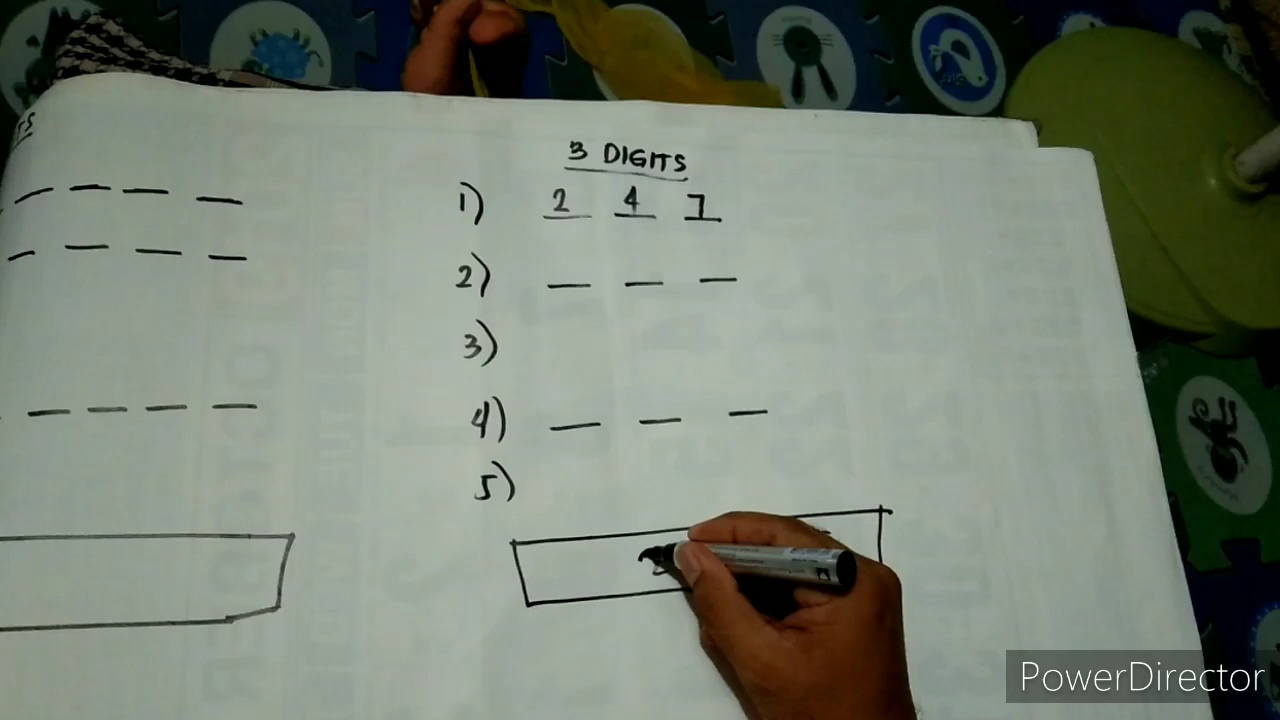 3 DIGITS
1) 2 4 7
2) _ _ _
3)
4) _ _ _
5)
PowerDirector